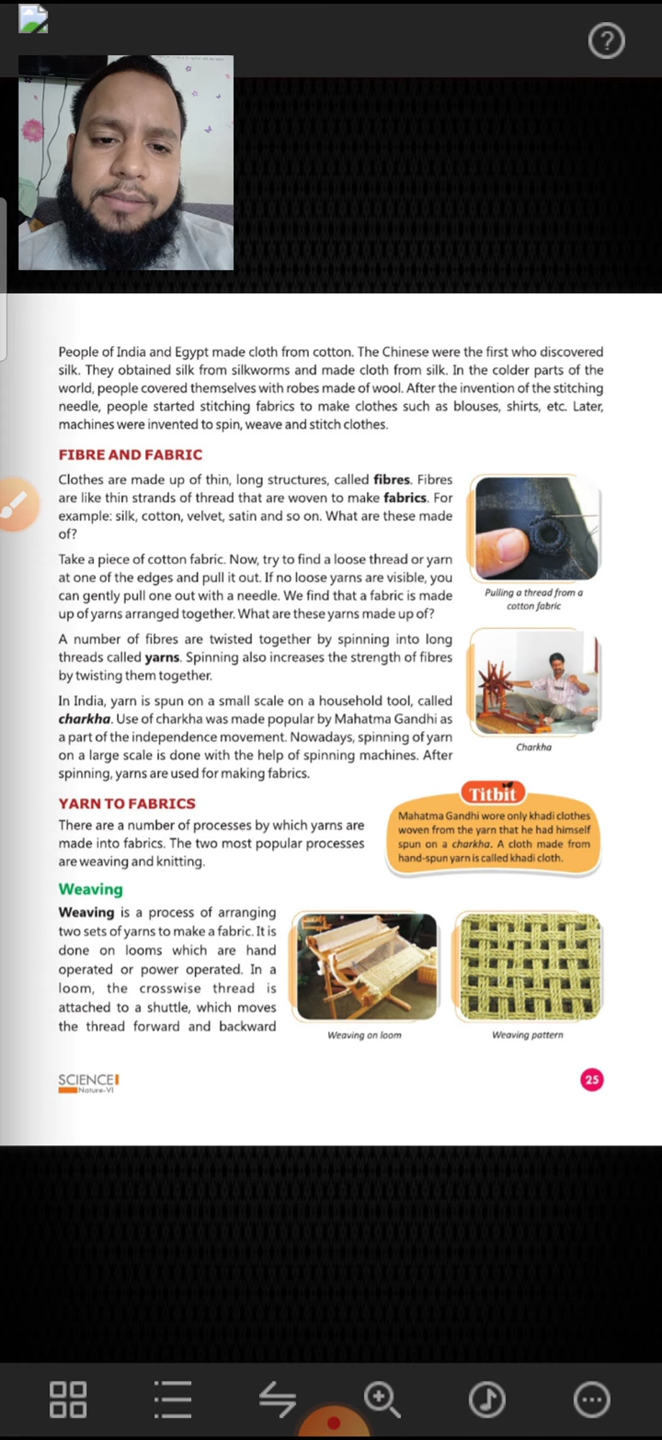 People of India and Egypt made cloth from cotton. The Chinese were the first who discovered
silk. They obtained silk from silkworms and made cloth from silk. In the colder parts of the
world, people covered themselves with robes made of wool. After the invention of the stitching
needle, people started stitching fabrics to make clothes such as blouses, shirts, etc. Later,
machines were invented to spin, weave and stitch clothes.
FIBRE AND FABRIC
Clothes are made up of thin, long structures, called fibres. Fibres
are like thin strands of thread that are woven to make fabrics. For
example: silk, cotton, velvet, satin and so on. What are these made
of?
Take a piece of cotton fabric. Now, try to find a loose thread or yarn
at one of the edges and pull it out. If no loose yarns are visible, you
can gently pull one out with a needle. We find that a fabric is made
up of yarns arranged together. What are these yarns made up of?
Pulling a thread from a
cotton fabric
A number of fibres are twisted together by spinning into long
threads called yarns. Spinning also increases the strength of fibres
by twisting them together.
In India, yarn is spun on a small scale on a household tool, called
charkha. Use of charkha was made popular by Mahatma Gandhi as
a part of the independence movement. Nowadays, spinning of yarn
on a large scale is done with the help of spinning machines. After
spinning, yarns are used for making fabrics.
Charkha
YARN TO FABRICS
There are a number of processes by which yarns are
made into fabrics. The two most popular processes
are weaving and knitting.
Titbit
Mahatma Gandhi wore only khadi clothes
woven from the yarn that he had himself
spun on a charkha. A cloth made from
hand-spun yarn is called khadi cloth.
Weaving
Weaving is a process of arranging
two sets of yarns to make a fabric. It is
done on looms which are hand
operated or power operated. In a
loom, the crosswise thread is
attached to a shuttle, which moves
the thread forward and backward
Weaving on loom
Weaving pattern
SCIENCE
Nature-VI
25